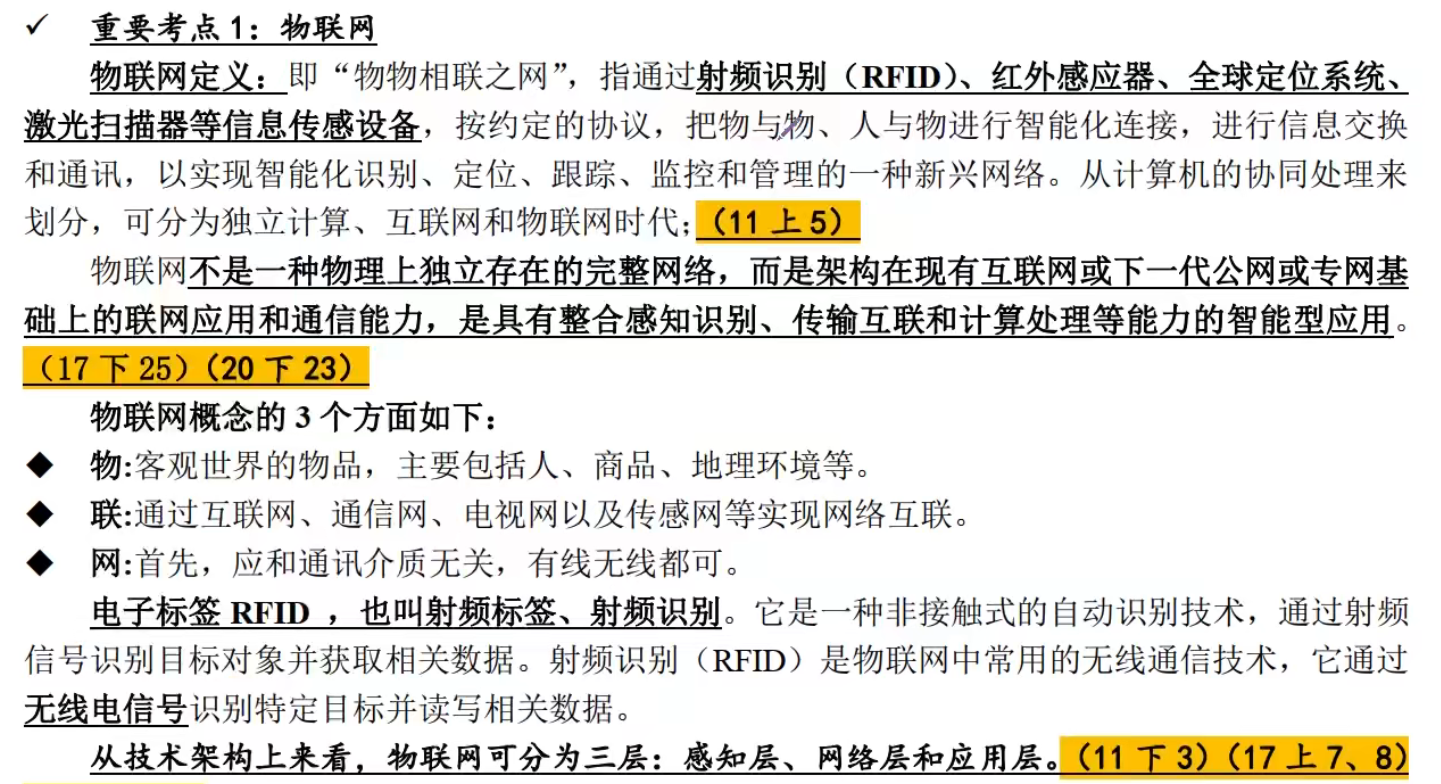 ✓ 重要考点1：物联网
物联网定义：即“物物相联之网”，指通过射频识别（RFID）、红外感应器、全球定位系统、
激光扫描器等信息传感设备，按约定的协议，把物与物、人与物进行智能化连接，进行信息交换
和通讯，以实现智能化识别、定位、跟踪、监控和管理的一种新兴网络。从计算机的协同处理来
划分，可分为独立计算、互联网和物联网时代;（11 上 5）
物联网不是一种物理上独立存在的完整网络，而是架构在现有互联网或下一代公网或专网基
础上的联网应用和通信能力，是具有整合感知识别、传输互联和计算处理等能力的智能型应用。
（17 下 25）（20 下 23）
物联网概念的 3 个方面如下：
◆ 物:客观世界的物品，主要包括人、商品、地理环境等。
◆ 联:通过互联网、通信网、电视网以及传感网等实现网络互联。
◆ 网:首先，应和通讯介质无关，有线无线都可。
电子标签 RFID ，也叫射频标签、射频识别。它是一种非接触式的自动识别技术，通过射频
信号识别目标对象并获取相关数据。射频识别（RFID）是物联网中常用的无线通信技术，它通过
无线电信号识别特定目标并读写相关数据。
从技术架构上来看，物联网可分为三层：感知层、网络层和应用层。（11 下 3）（17 上 7、8）